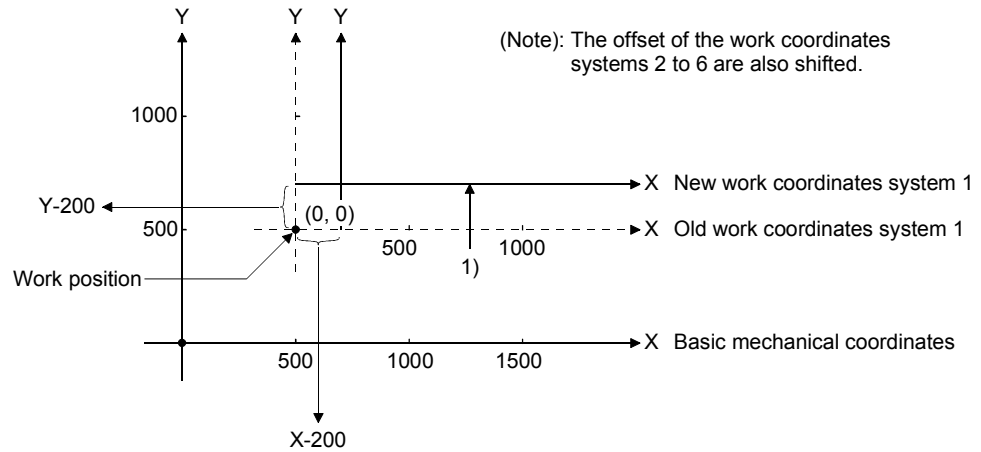 Y Y Y
(Note): The offset of the work coordinates
systems 2 to 6 are also shifted.
1000
X New work coordinates system 1
Y-200
(0, 0)
500
X Old work coordinates system 1
500 1000
1)
Work position
X Basic mechanical coordinates
500 1000 1500
X-200